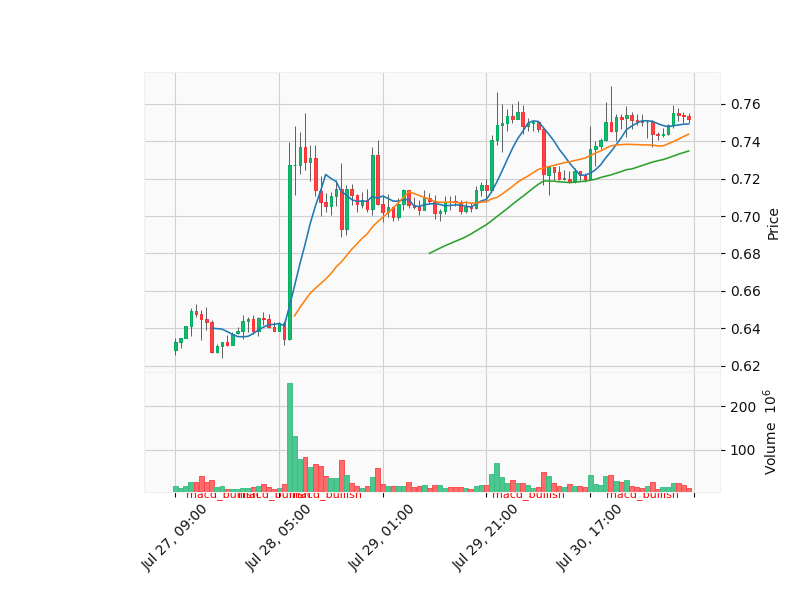 0.76
0.74
0.72
0.70
0.68
0.66
0.64
0.62
Price
200
100
Volume 10^6
macd_bullish macd_bullish macd_bullish macd_bullish macd_bullish
Jul 27, 09:00
Jul 28, 05:00
Jul 29, 01:00
Jul 29, 21:00
Jul 30, 17:00